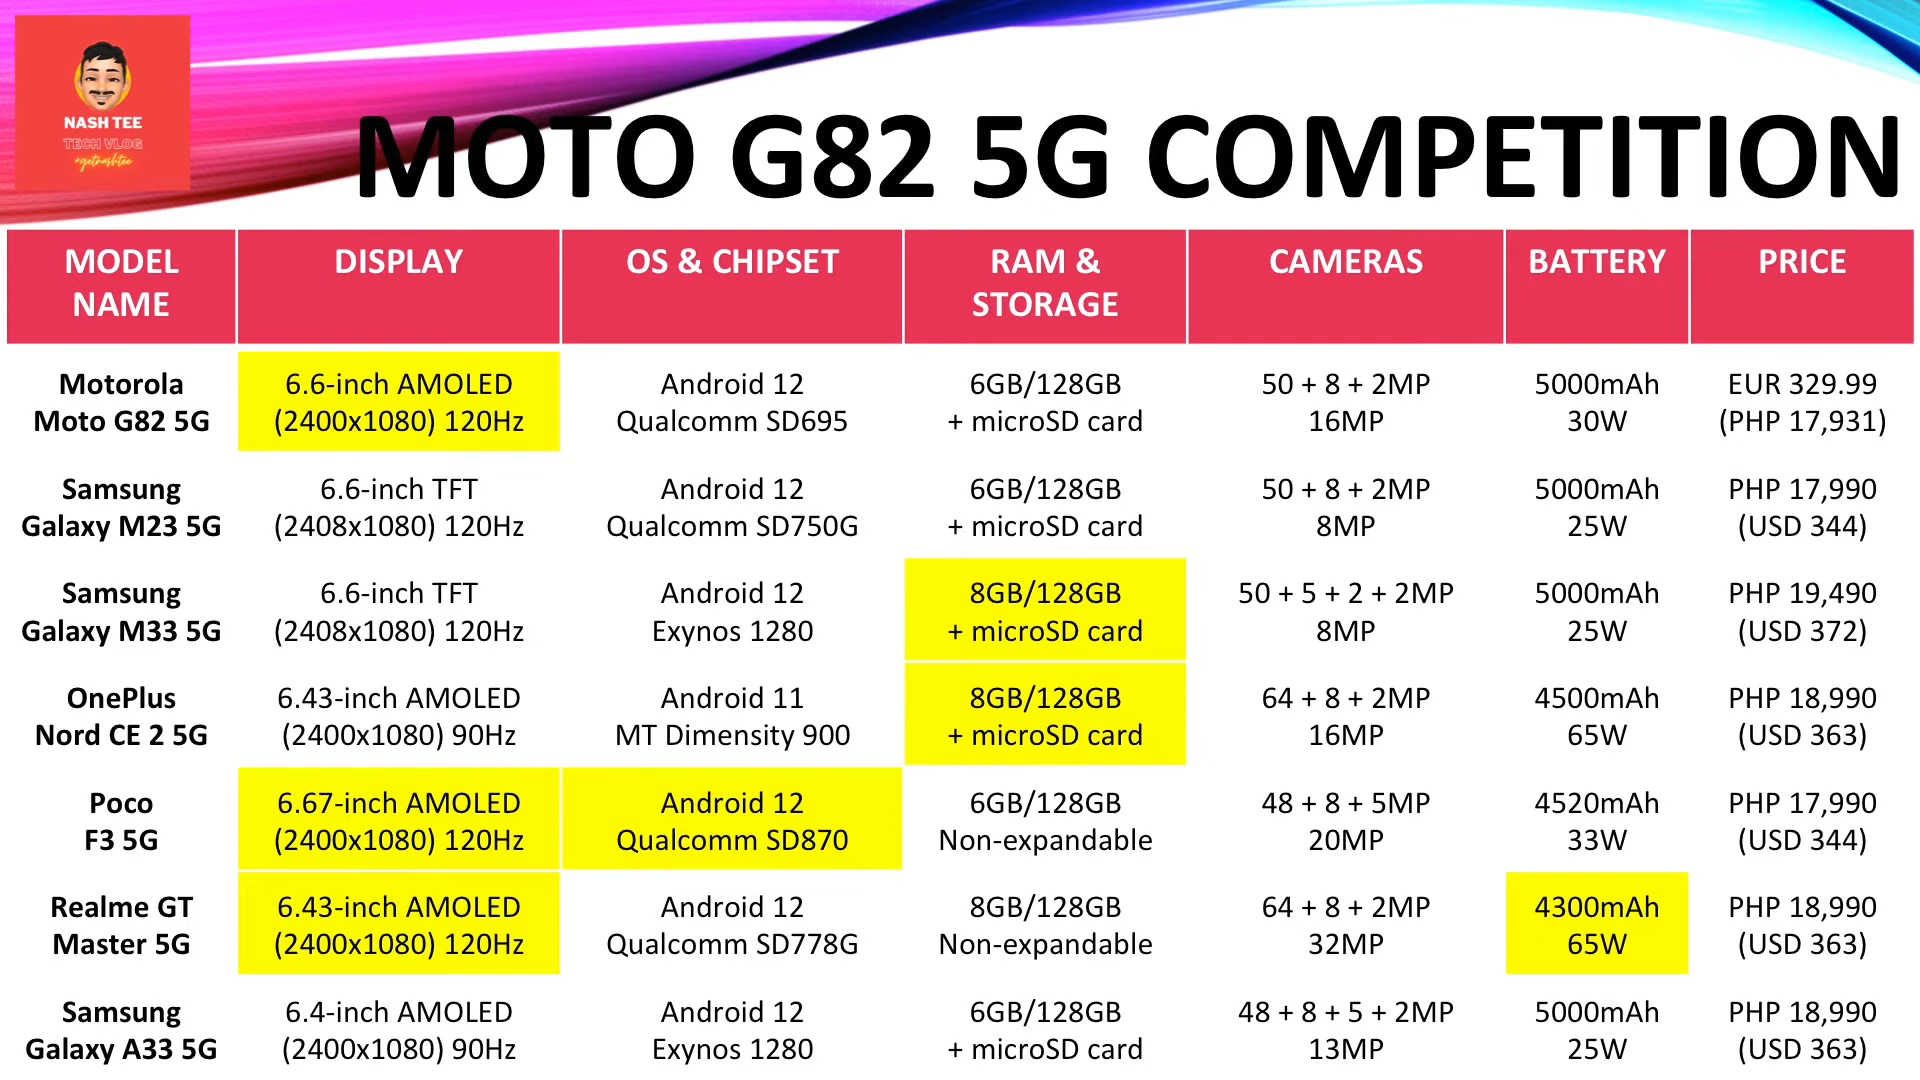 NASH TEE
TECH VLOG
#getnashtee
MOTO G82 5G COMPETITION
MODEL NAME
DISPLAY
OS & CHIPSET
RAM & STORAGE
CAMERAS
BATTERY
PRICE
Motorola Moto G82 5G
6.6-inch AMOLED (2400x1080) 120Hz
Android 12 Qualcomm SD695
6GB/128GB + microSD card
50 + 8 + 2MP 16MP
5000mAh 30W
EUR 329.99 (PHP 17,931)
Samsung Galaxy M23 5G
6.6-inch TFT (2408x1080) 120Hz
Android 12 Qualcomm SD750G
6GB/128GB + microSD card
50 + 8 + 2MP 8MP
5000mAh 25W
PHP 17,990 (USD 344)
Samsung Galaxy M33 5G
6.6-inch TFT (2408x1080) 120Hz
Android 12 Exynos 1280
8GB/128GB + microSD card
50 + 5 + 2 + 2MP 8MP
5000mAh 25W
PHP 19,490 (USD 372)
OnePlus Nord CE 2 5G
6.43-inch AMOLED (2400x1080) 90Hz
Android 11 MT Dimensity 900
8GB/128GB + microSD card
64 + 8 + 2MP 16MP
4500mAh 65W
PHP 18,990 (USD 363)
Poco F3 5G
6.67-inch AMOLED (2400x1080) 120Hz
Android 12 Qualcomm SD870
6GB/128GB Non-expandable
48 + 8 + 5MP 20MP
4520mAh 33W
PHP 17,990 (USD 344)
Realme GT Master 5G
6.43-inch AMOLED (2400x1080) 120Hz
Android 12 Qualcomm SD778G
8GB/128GB Non-expandable
64 + 8 + 2MP 32MP
4300mAh 65W
PHP 18,990 (USD 363)
Samsung Galaxy A33 5G
6.4-inch AMOLED (2400x1080) 90Hz
Android 12 Exynos 1280
6GB/128GB + microSD card
48 + 8 + 5 + 2MP 13MP
5000mAh 25W
PHP 18,990 (USD 363)